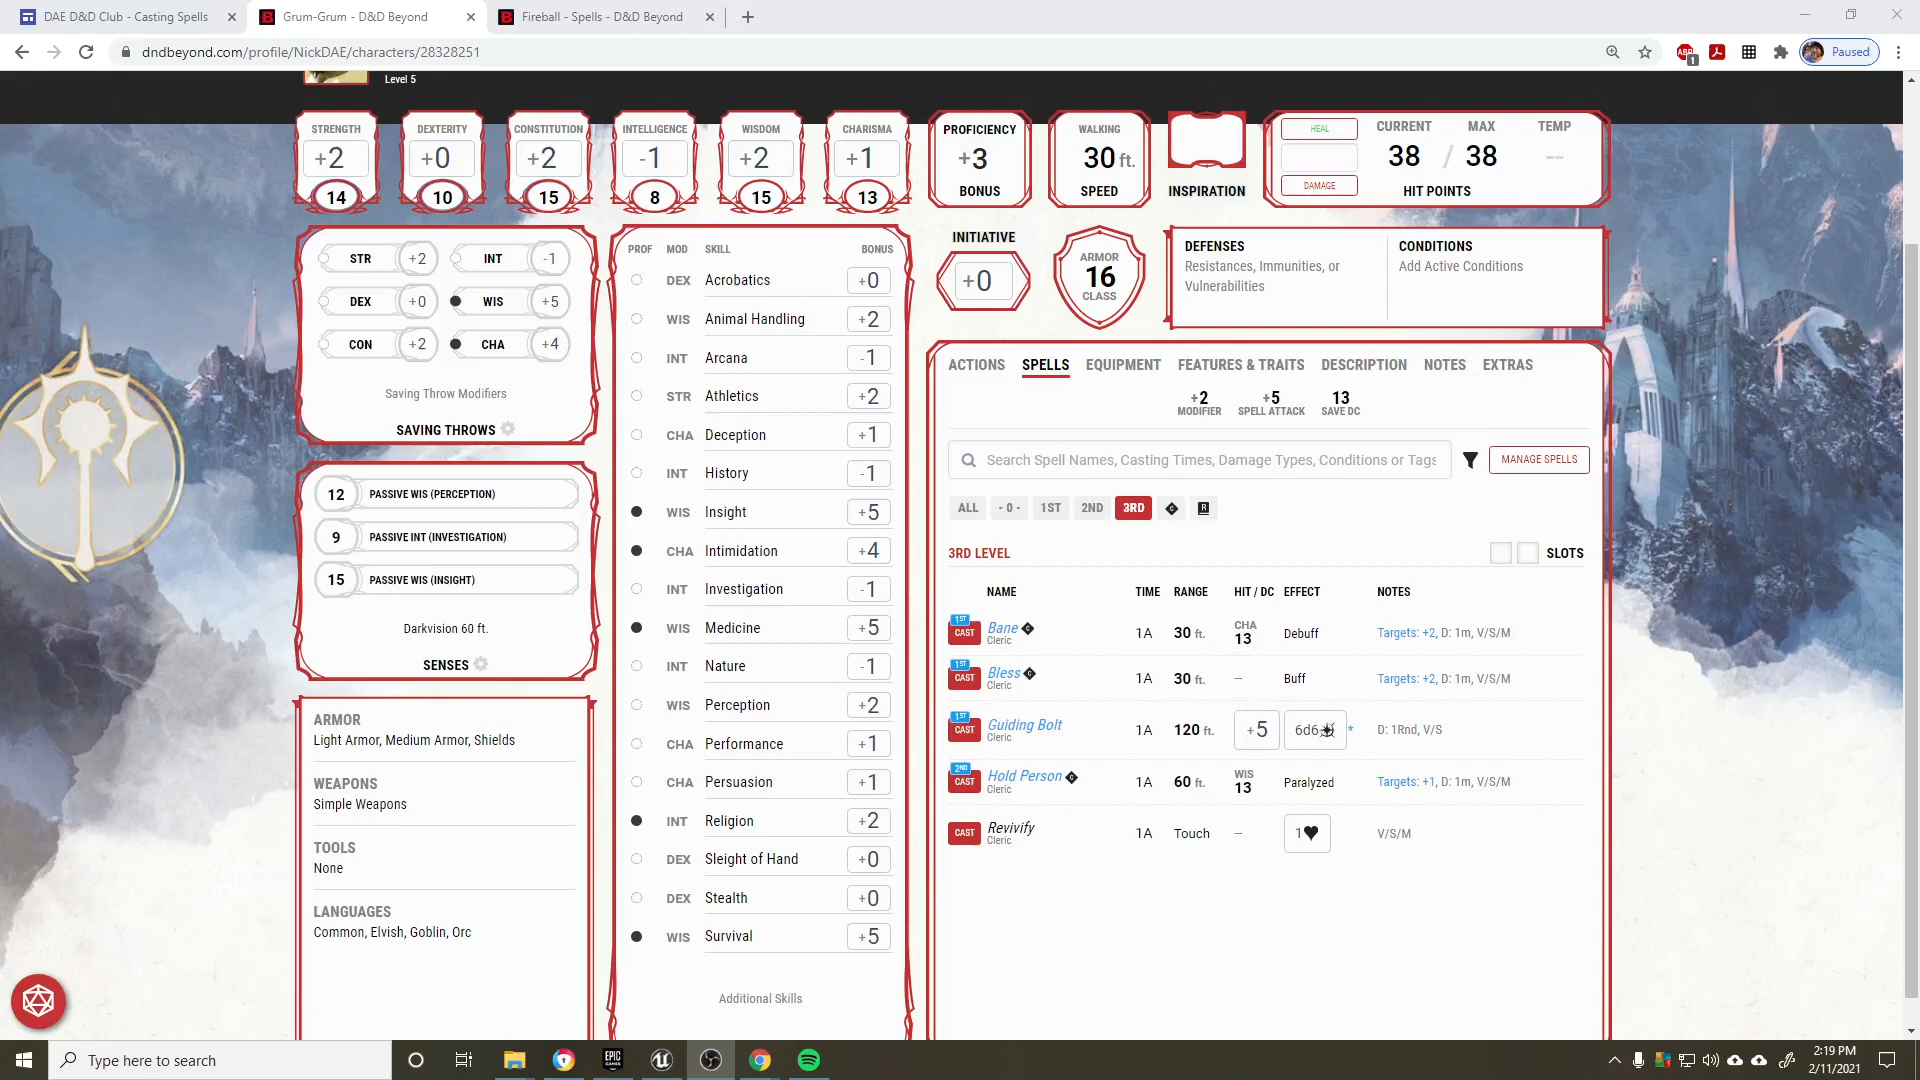 DAE D&D Club - Casting Spells
Grum-Grum - D&D Beyond
Fireball - Spells - D&D Beyond
dndbeyond.com/profile/NickDAE/characters/28328251
ABP
1
Paused
Level 5
STRENGTH
+2
14
DEXTERITY
+0
10
CONSTITUTION
+2
15
INTELLIGENCE
-1
8
WISDOM
+2
15
CHARISMA
+1
13
PROFICIENCY
+3
BONUS
WALKING
30 ft.
SPEED
INSPIRATION
HEAL
DAMAGE
CURRENT MAX TEMP
38 / 38 --
HIT POINTS
STR +2
INT -1
DEX +0
WIS +5
CON +2
CHA +4
Saving Throw Modifiers
SAVING THROWS
12 PASSIVE WIS (PERCEPTION)
9 PASSIVE INT (INVESTIGATION)
15 PASSIVE WIS (INSIGHT)
Darkvision 60 ft.
SENSES
ARMOR
Light Armor, Medium Armor, Shields
WEAPONS
Simple Weapons
TOOLS
None
LANGUAGES
Common, Elvish, Goblin, Orc
PROF MOD SKILL BONUS
DEX Acrobatics +0
WIS Animal Handling +2
INT Arcana -1
STR Athletics +2
CHA Deception +1
INT History -1
WIS Insight +5
CHA Intimidation +4
INT Investigation -1
WIS Medicine +5
INT Nature -1
WIS Perception +2
CHA Performance +1
CHA Persuasion +1
INT Religion +2
DEX Sleight of Hand +0
DEX Stealth +0
WIS Survival +5
Additional Skills
INITIATIVE
+0
ARMOR
16
CLASS
DEFENSES
Resistances, Immunities, or
Vulnerabilities
CONDITIONS
Add Active Conditions
ACTIONS SPELLS EQUIPMENT FEATURES & TRAITS DESCRIPTION NOTES EXTRAS
+2 +5 13
MODIFIER SPELL ATTACK SAVE DC
Search Spell Names, Casting Times, Damage Types, Conditions or Tags
MANAGE SPELLS
ALL - 0 - 1ST 2ND 3RD C R
3RD LEVEL SLOTS
NAME TIME RANGE HIT / DC EFFECT NOTES
1ST
CAST Bane C 1A 30 ft. CHA 13 Debuff Targets: +2, D: 1m, V/S/M
Cleric
1ST
CAST Bless C 1A 30 ft. -- Buff Targets: +2, D: 1m, V/S/M
Cleric
1ST
CAST Guiding Bolt 1A 120 ft. +5 6d6 * D: 1Rnd, V/S
Cleric
2ND
CAST Hold Person C 1A 60 ft. WIS 13 Paralyzed Targets: +1, D: 1m, V/S/M
Cleric
CAST Revivify 1A Touch -- 1 V/S/M
Cleric
Type here to search
EPIC
GAMES
2:19 PM
2/11/2021